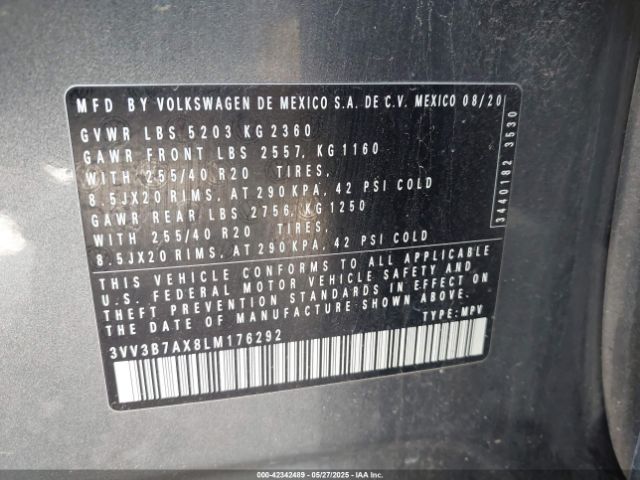 MFD BY VOLKSWAGEN DE MEXICO S.A. DE C.V. MEXICO 08/20
GVWR LBS 5203 KG 2360
GAWR FRONT LBS 2557, KG 1160
WITH 255/40 R20 TIRES,
8.5JX20 RIMS, AT 290 KPA, 42 PSI COLD
GAWR REAR LBS 2756, KG 1250
WITH 255/40 R20 TIRES,
8.5JX20 RIMS, AT 290 KPA, 42 PSI COLD
THIS VEHICLE CONFORMS TO ALL APPLICABLE
U.S. FEDERAL MOTOR VEHICLE SAFETY AND
THEFT PREVENTION STANDARDS IN EFFECT ON
THE DATE OF MANUFACTURE SHOWN ABOVE.
3VV3B7AX8LM176292 TYPE: MPV
3440182 3530
000-42342489 - 05/27/2025 - IAA Inc.